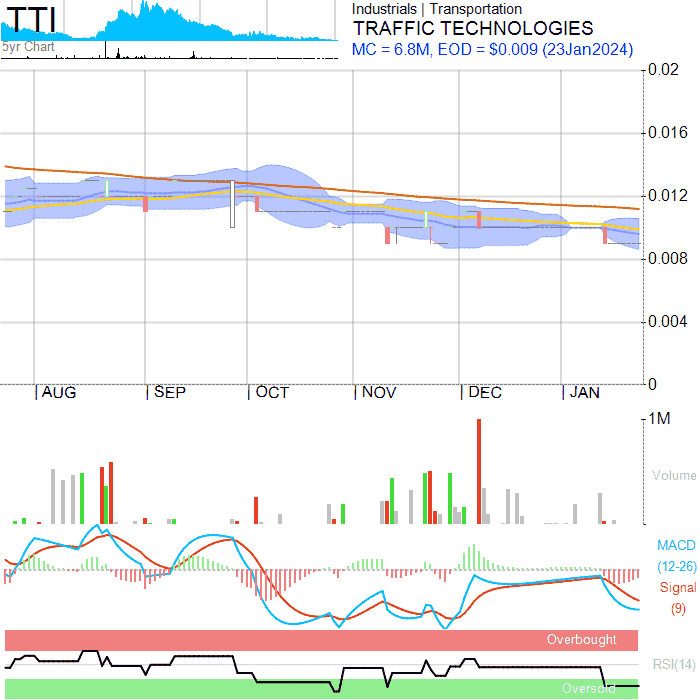 TTI
5yr Chart
Industrials | Transportation
TRAFFIC TECHNOLOGIES
MC = 6.8M, EOD = $0.009 (23Jan2024)
0.02
0.016
0.012
0.008
0.004
0
AUG SEP OCT NOV DEC JAN
1M
Volume
MACD
(12-26)
Signal
(9)
Overbought
RSI(14)
Oversold